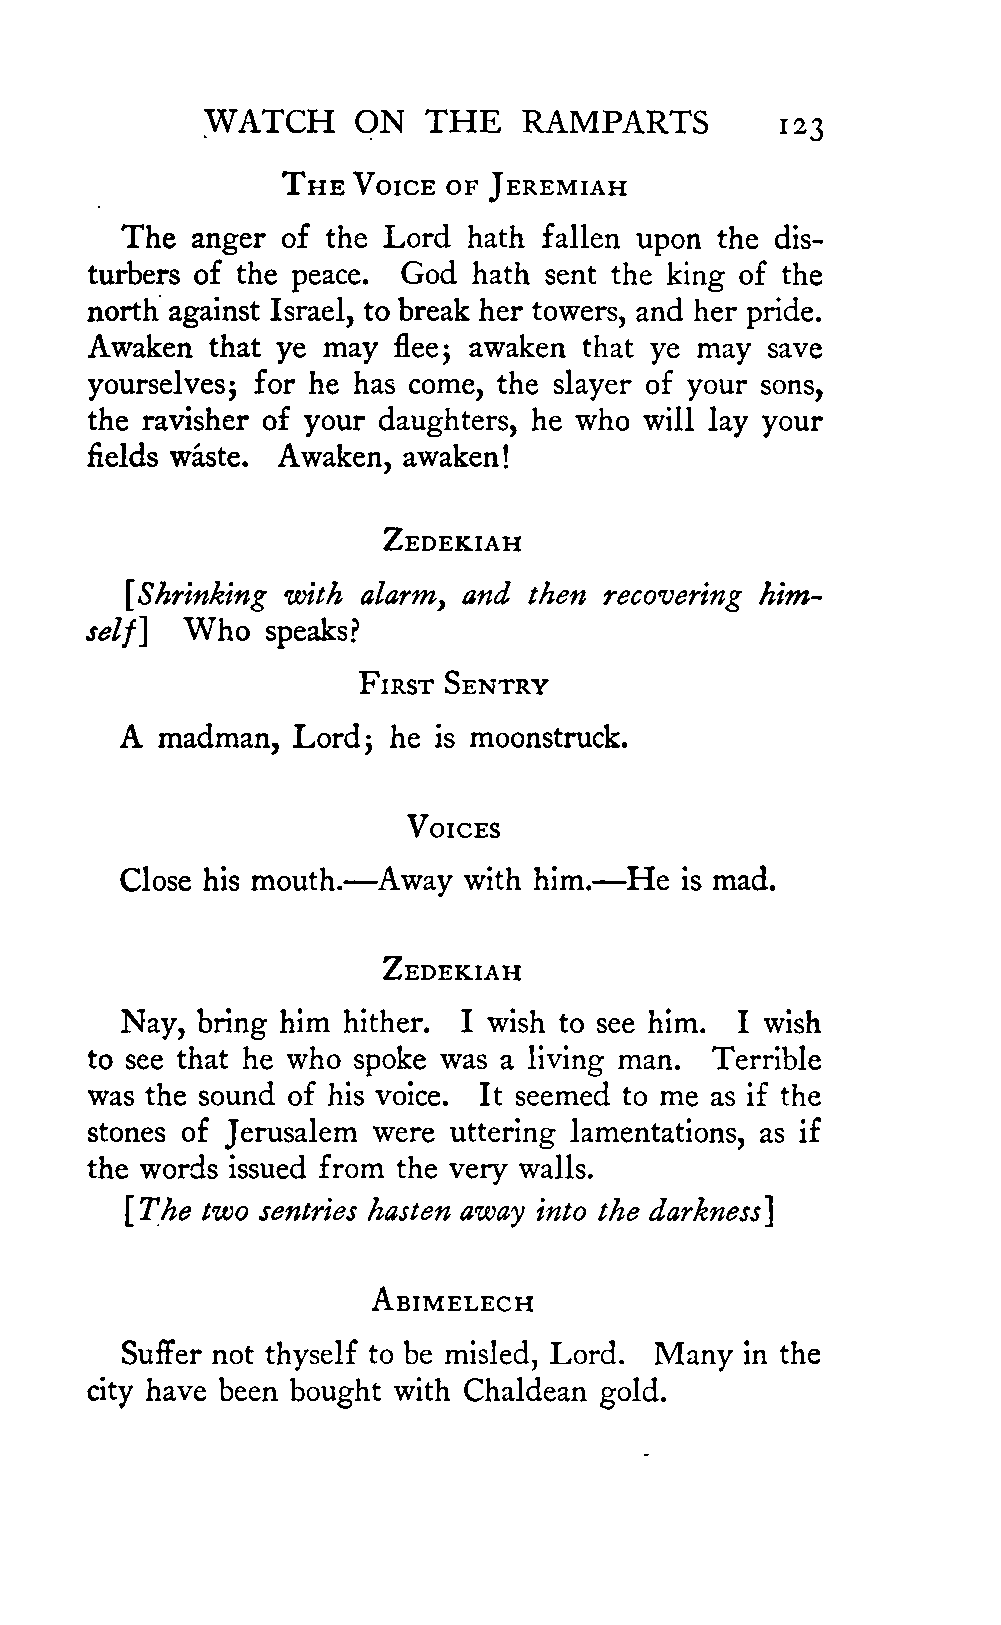 WATCH ON THE RAMPARTS 123
THE VOICE OF JEREMIAH
The anger of the Lord hath fallen upon the dis-
turbers of the peace. God hath sent the king of the
north against Israel, to break her towers, and her pride.
Awaken that ye may flee; awaken that ye may save
yourselves; for he has come, the slayer of your sons,
the ravisher of your daughters, he who will lay your
fields waste. Awaken, awaken!
ZEDEKIAH
[Shrinking with alarm, and then recovering him-
self] Who speaks?
FIRST SENTRY
A madman, Lord; he is moonstruck.
VOICES
Close his mouth.—Away with him.—He is mad.
ZEDEKIAH
Nay, bring him hither. I wish to see him. I wish
to see that he who spoke was a living man. Terrible
was the sound of his voice. It seemed to me as if the
stones of Jerusalem were uttering lamentations, as if
the words issued from the very walls.
[The two sentries hasten away into the darkness]
ABIMELECH
Suffer not thyself to be misled, Lord. Many in the
city have been bought with Chaldean gold.